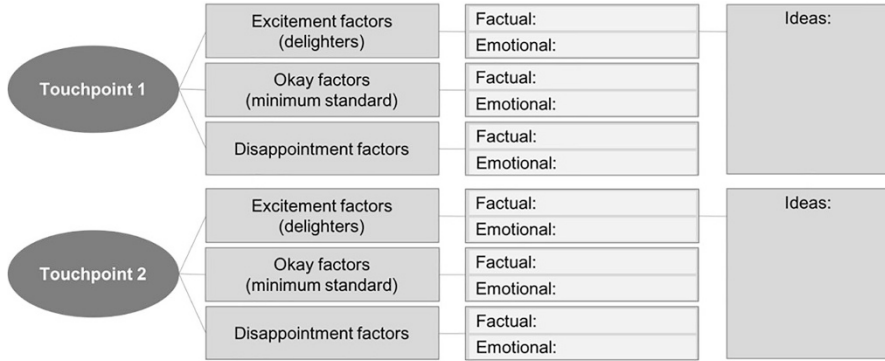 Touchpoint 1
Excitement factors
(delighters)
Factual:
Emotional:
Ideas:
Okay factors
(minimum standard)
Factual:
Emotional:
Disappointment factors
Factual:
Emotional:
Touchpoint 2
Excitement factors
(delighters)
Factual:
Emotional:
Ideas:
Okay factors
(minimum standard)
Factual:
Emotional:
Disappointment factors
Factual:
Emotional: